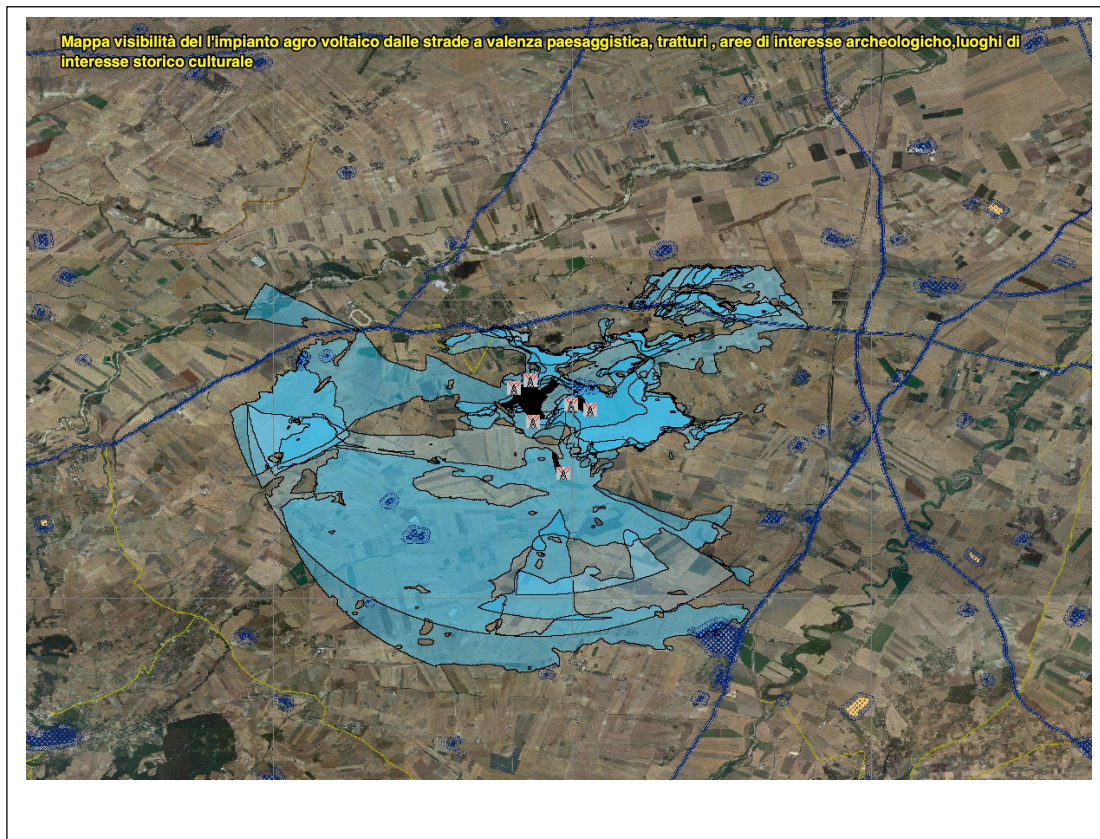 Mappa visibilità del l'impianto agro voltaico dalle strade a valenza paesaggistica, tratturi , aree di interesse archeologicho,luoghi di
interesse storico culturale